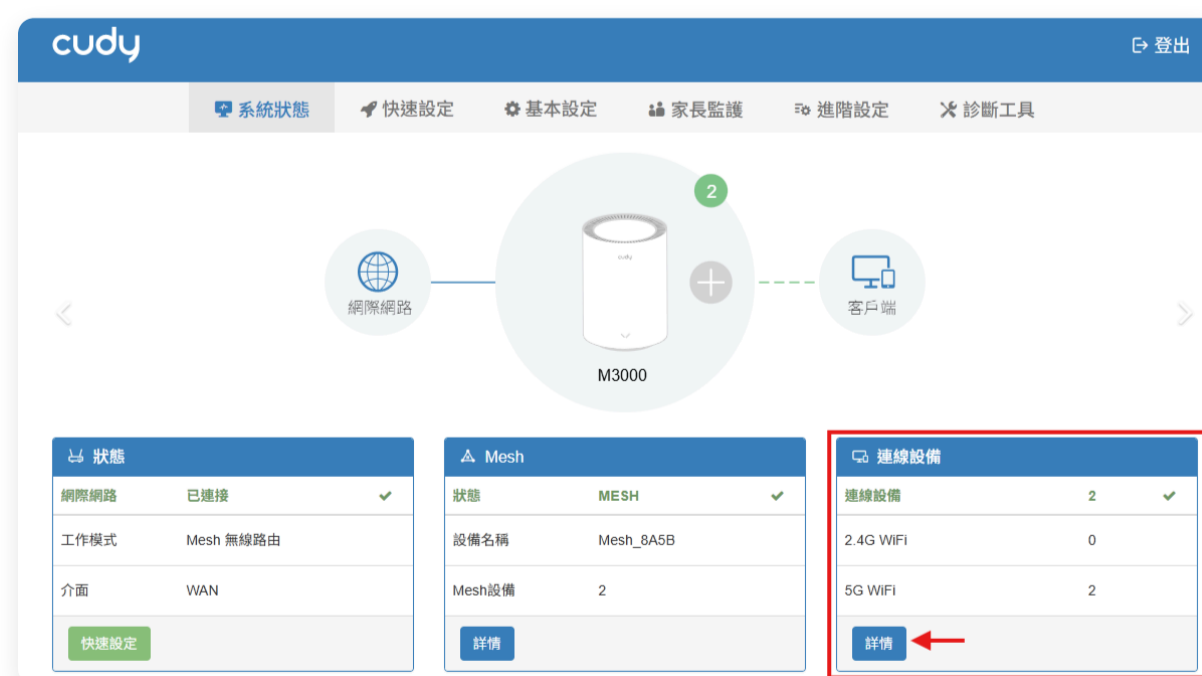 cudy
登出
系統狀態 快速設定 基本設定 家長監護 進階設定 診斷工具
2
cudy
網際網路
客戶端
M3000
狀態
網際網路 已連接
工作模式 Mesh 無線路由
介面 WAN
快速設定
Mesh
狀態 MESH
設備名稱 Mesh_8A5B
Mesh設備 2
詳情
連線設備
連線設備 2
2.4G WiFi 0
5G WiFi 2
詳情